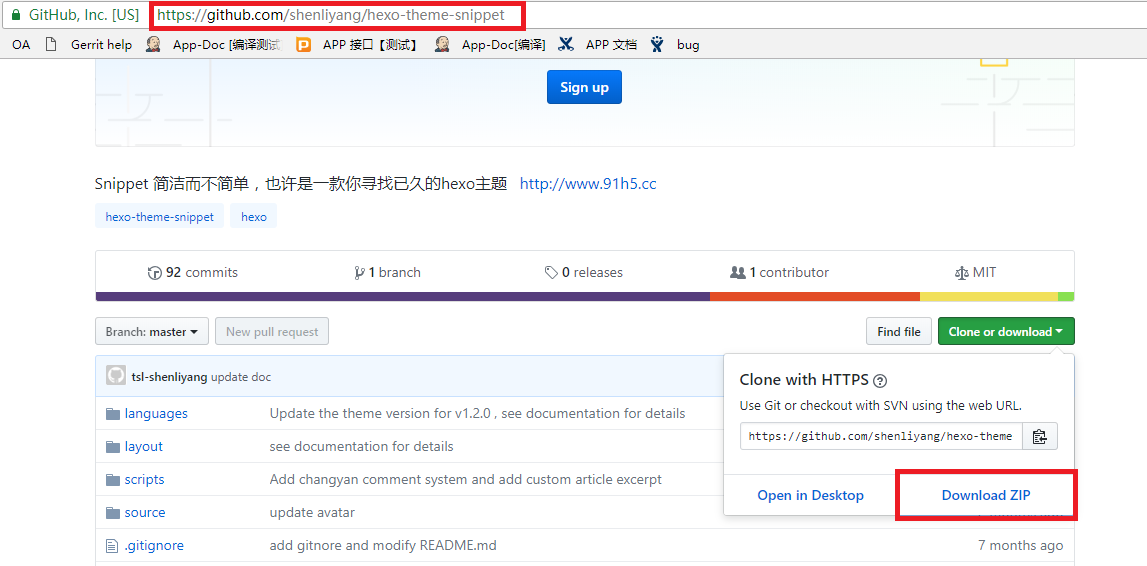 GitHub, Inc. [US] https://github.com/shenliyang/hexo-theme-snippet
OA Gerrit help App-Doc [编译测试 APP 接口【测试】 App-Doc[编译] APP 文档 bug
Sign up
Snippet 简洁而不简单，也许是一款你寻找已久的hexo主题 http://www.91h5.cc
hexo-theme-snippet hexo
92 commits 1 branch 0 releases 1 contributor MIT
Branch: master New pull request Find file Clone or download
tsl-shenliyang update doc
Clone with HTTPS
Use Git or checkout with SVN using the web URL.
https://github.com/shenliyang/hexo-theme
Open in Desktop Download ZIP
languages Update the theme version for v1.2.0 , see documentation for details
layout see documentation for details
scripts Add changyan comment system and add custom article excerpt
source update avatar
.gitignore add gitnore and modify README.md 7 months ago